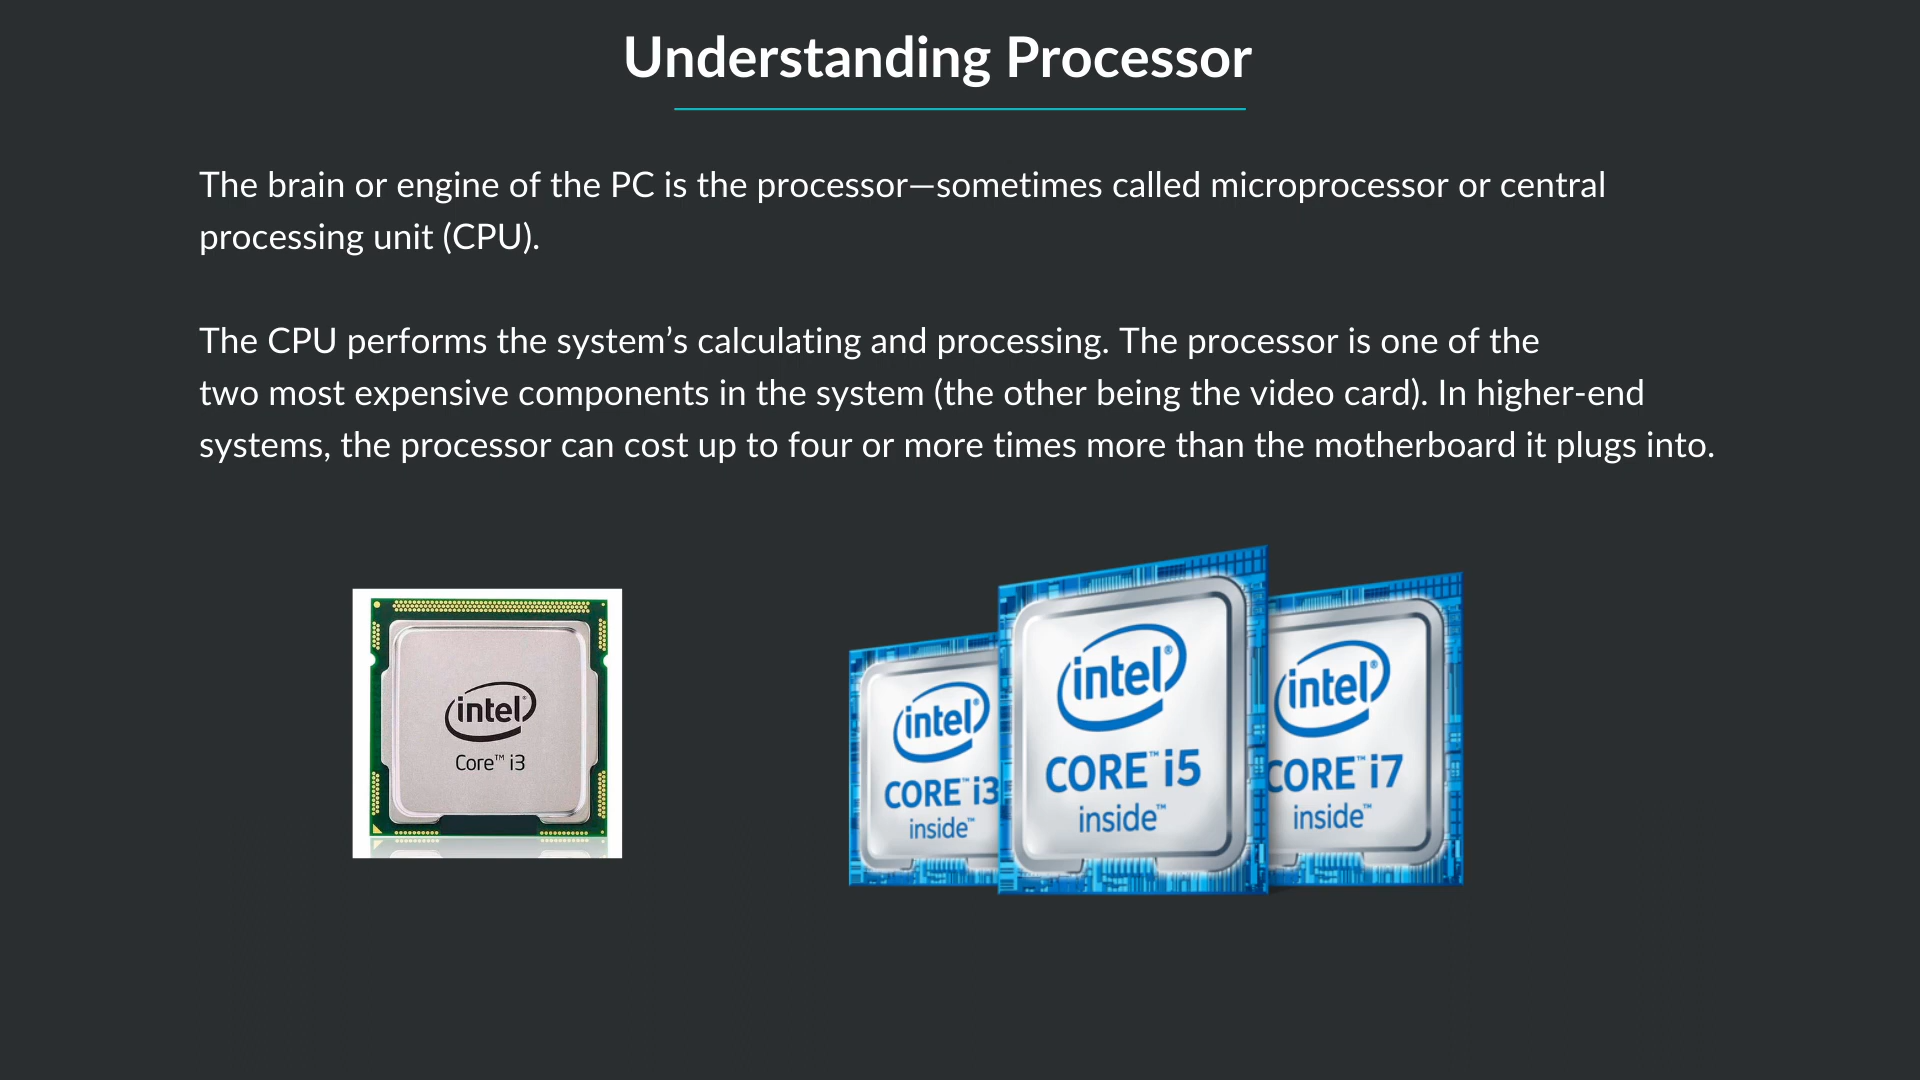 Understanding Processor
The brain or engine of the PC is the processor—sometimes called microprocessor or central
processing unit (CPU).
The CPU performs the system’s calculating and processing. The processor is one of the
two most expensive components in the system (the other being the video card). In higher-end
systems, the processor can cost up to four or more times more than the motherboard it plugs into.
intel®
Core™ i3
intel®
CORE™ i3
inside™
intel®
CORE™ i5
inside™
intel®
CORE™ i7
inside™